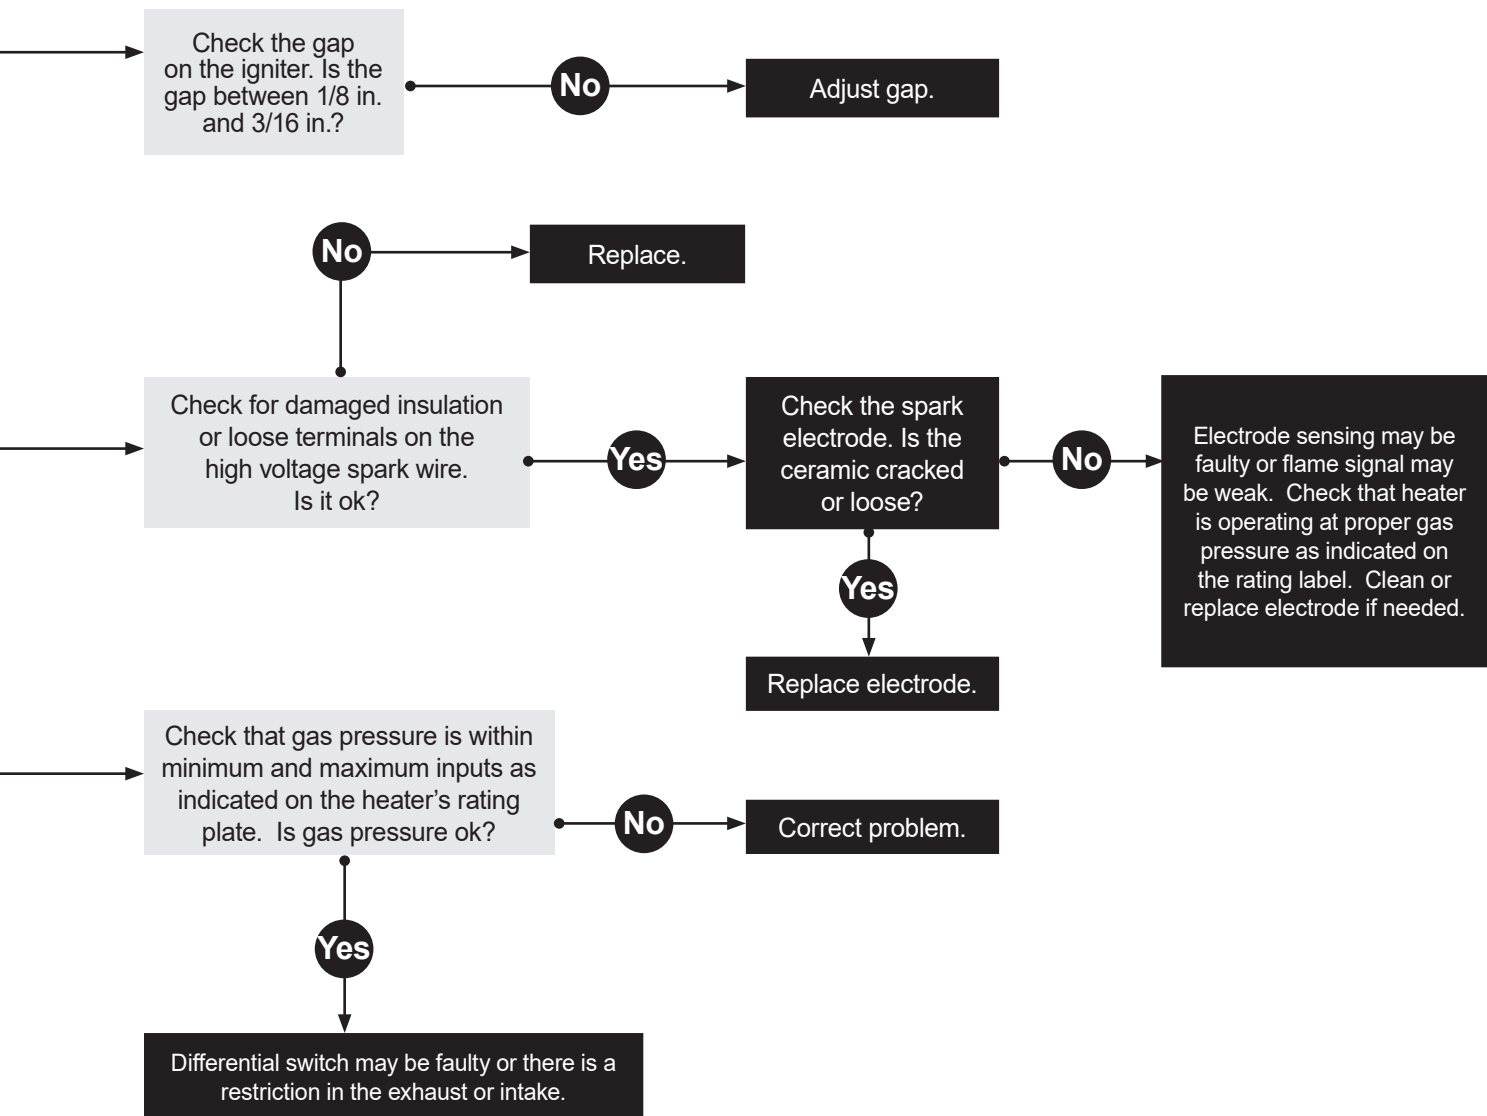 Check the gap
on the igniter. Is the
gap between 1/8 in.
and 3/16 in.?
No
Adjust gap.
No
Replace.
Check for damaged insulation
or loose terminals on the
high voltage spark wire.
Is it ok?
Yes
Check the spark
electrode. Is the
ceramic cracked
or loose?
No
Electrode sensing may be
faulty or flame signal may
be weak.  Check that heater
is operating at proper gas
pressure as indicated on
the rating label.  Clean or
replace electrode if needed.
Yes
Replace electrode.
Check that gas pressure is within
minimum and maximum inputs as
indicated on the heater’s rating
plate.  Is gas pressure ok?
No
Correct problem.
Yes
Differential switch may be faulty or there is a
restriction in the exhaust or intake.